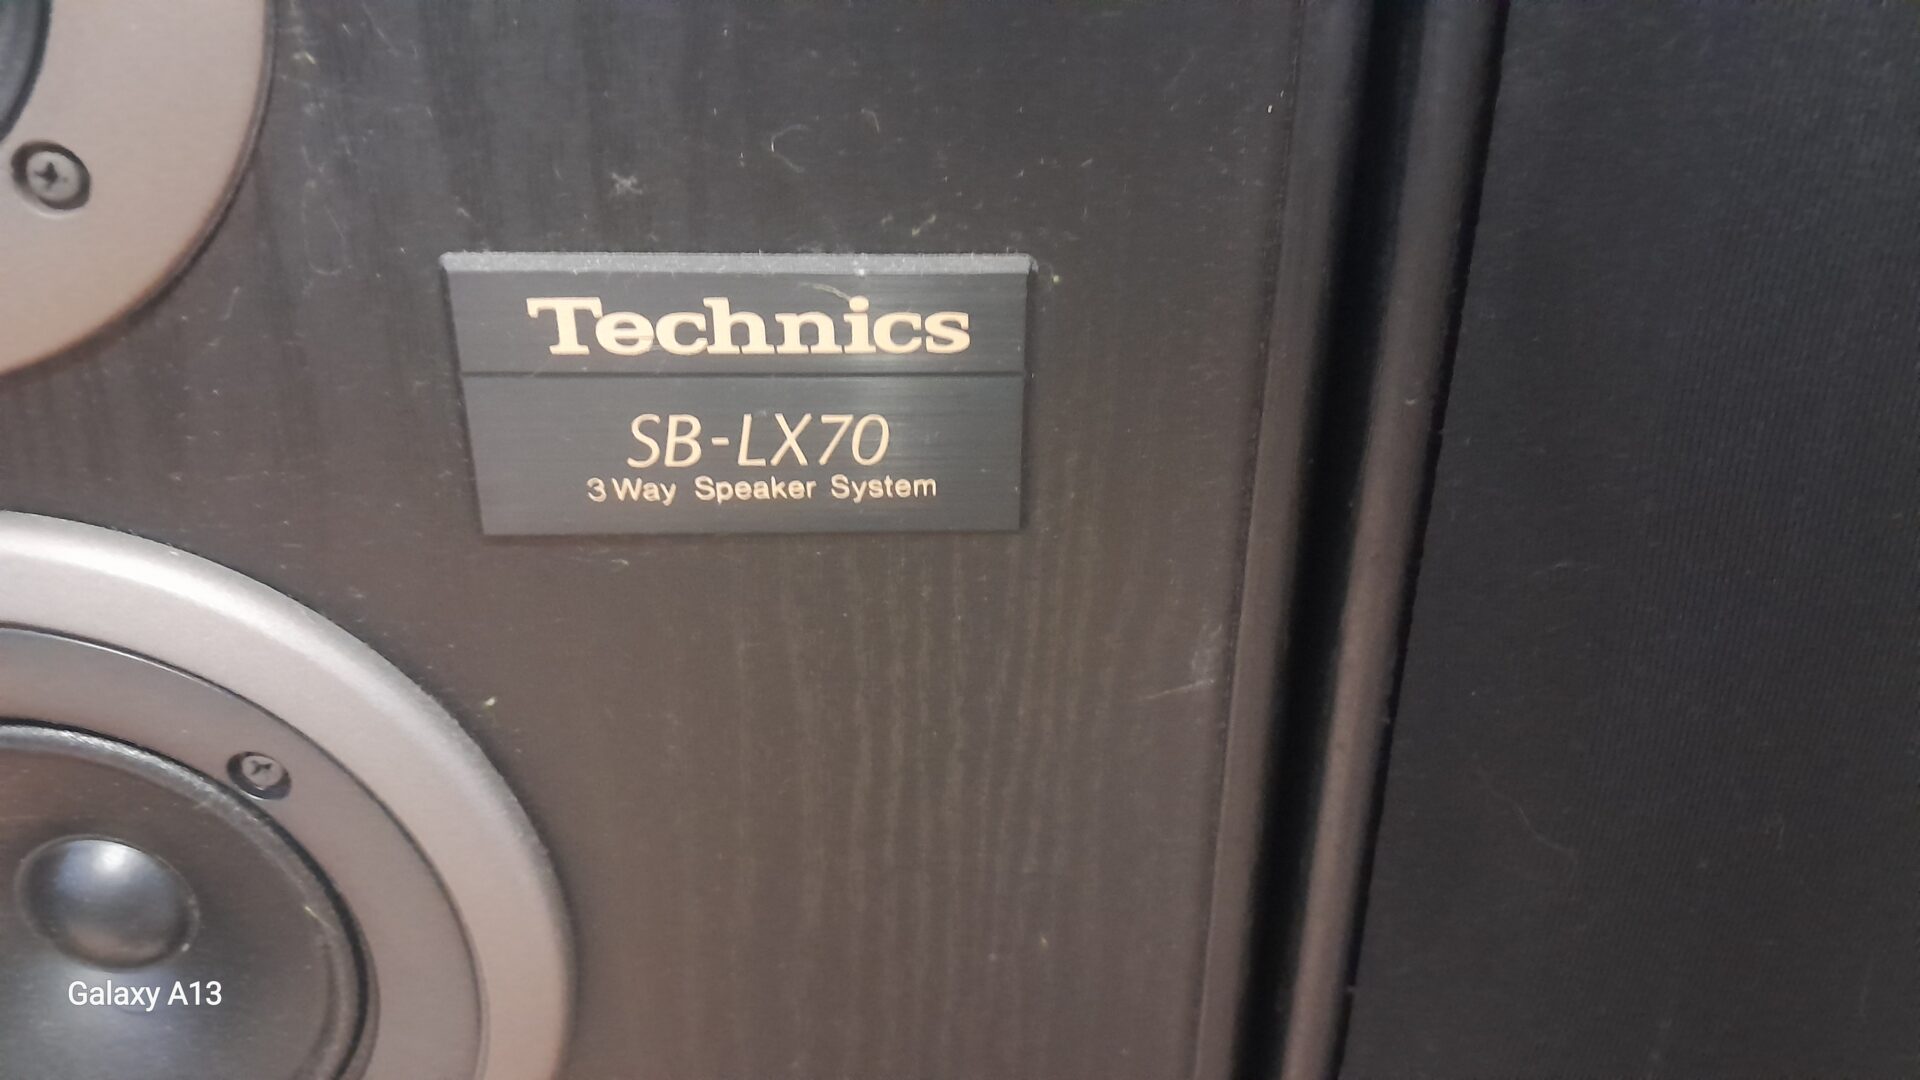 Technics
SB-LX70
3 Way Speaker System
Galaxy A13